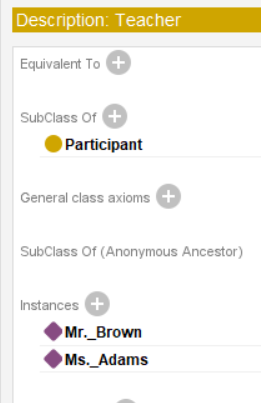 Description: Teacher
Equivalent To
SubClass Of
Participant
General class axioms
SubClass Of (Anonymous Ancestor)
Instances
Mr._Brown
Ms._Adams